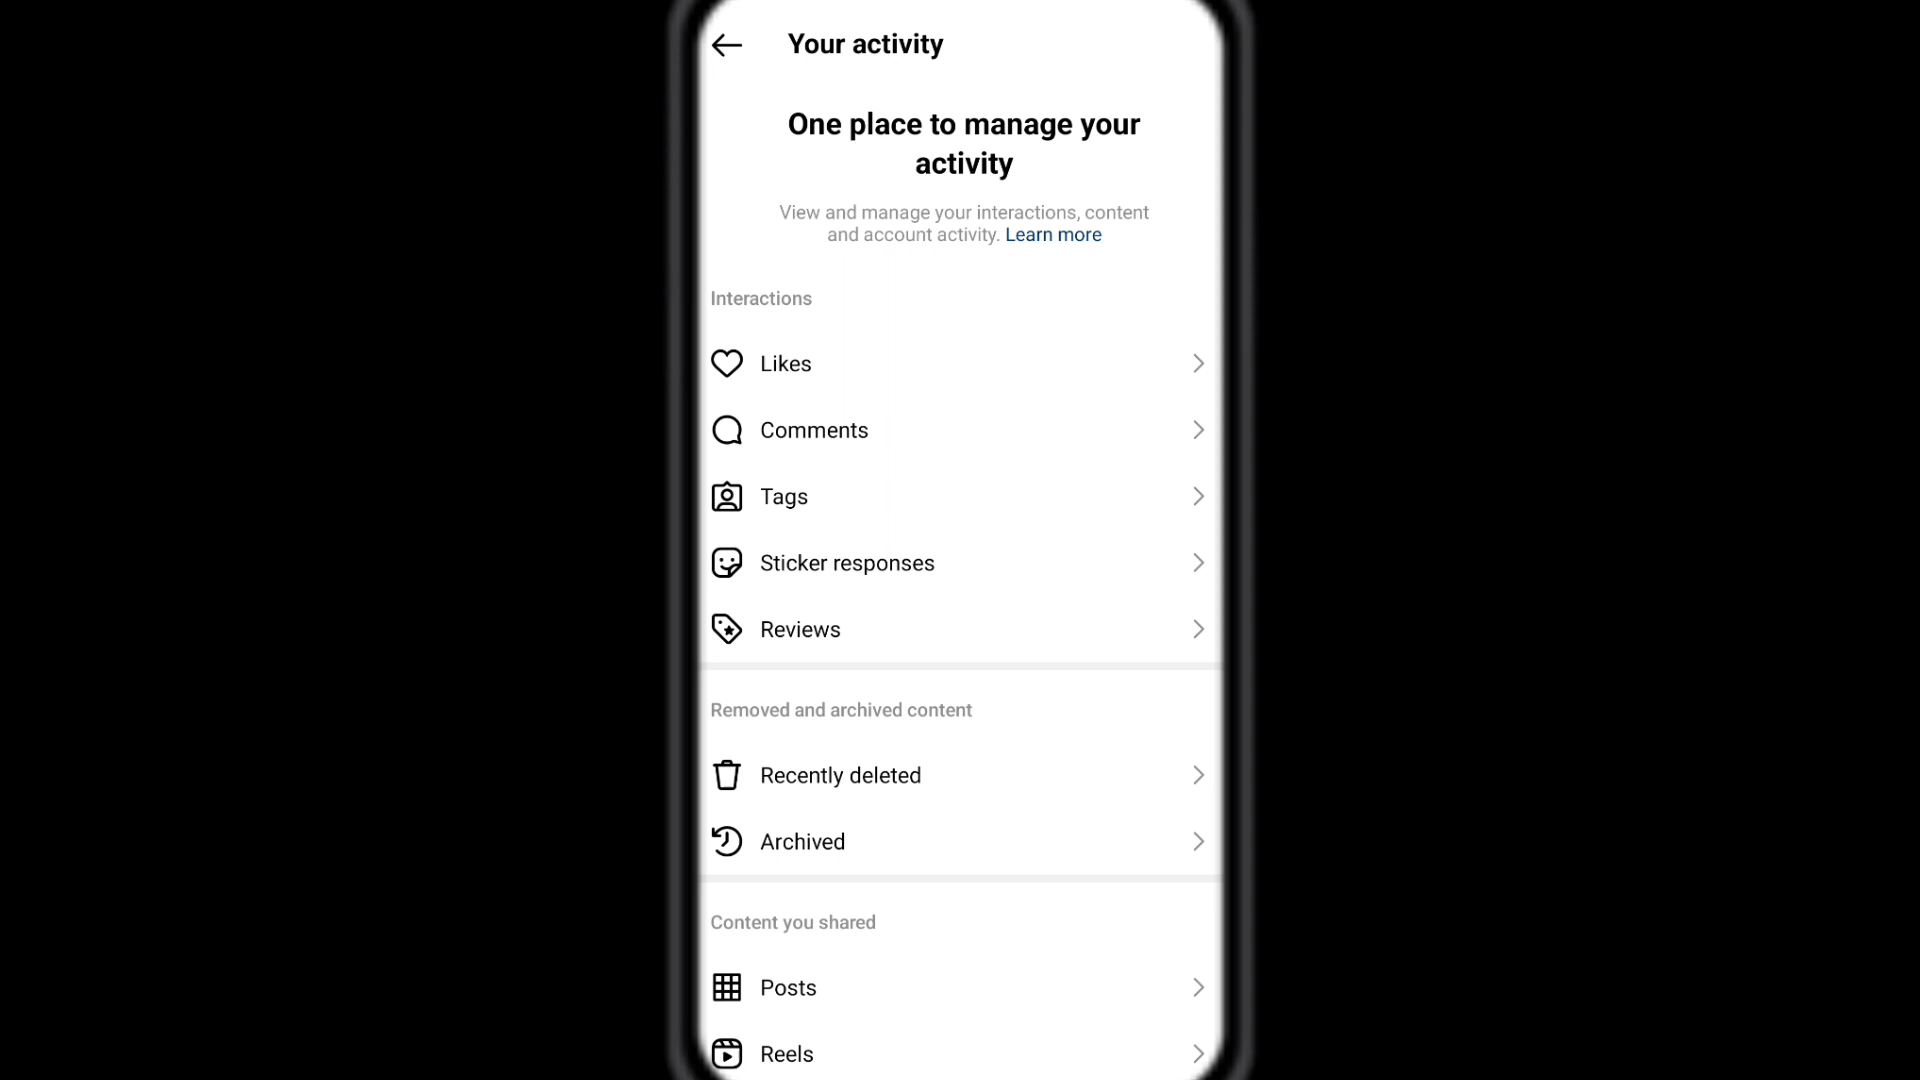 Your activity
One place to manage your
activity
View and manage your interactions, content
and account activity. Learn more
Interactions
Likes
Comments
Tags
Sticker responses
Reviews
Removed and archived content
Recently deleted
Archived
Content you shared
Posts
Reels